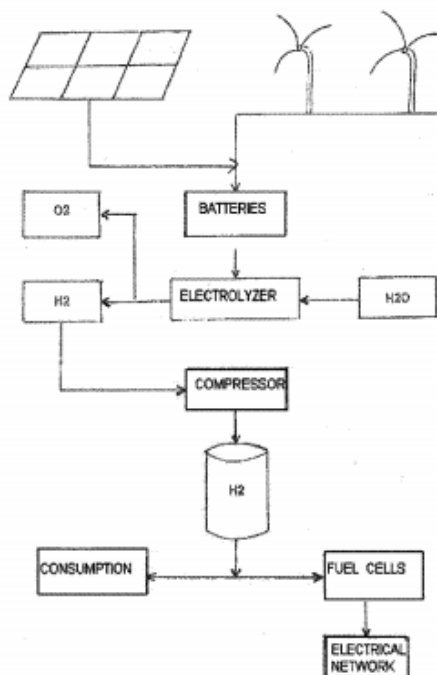 BATTERIES
O2
H2
ELECTROLYZER
H2O
COMPRESSOR
H2
CONSUMPTION
FUEL CELLS
ELECTRICAL
NETWORK